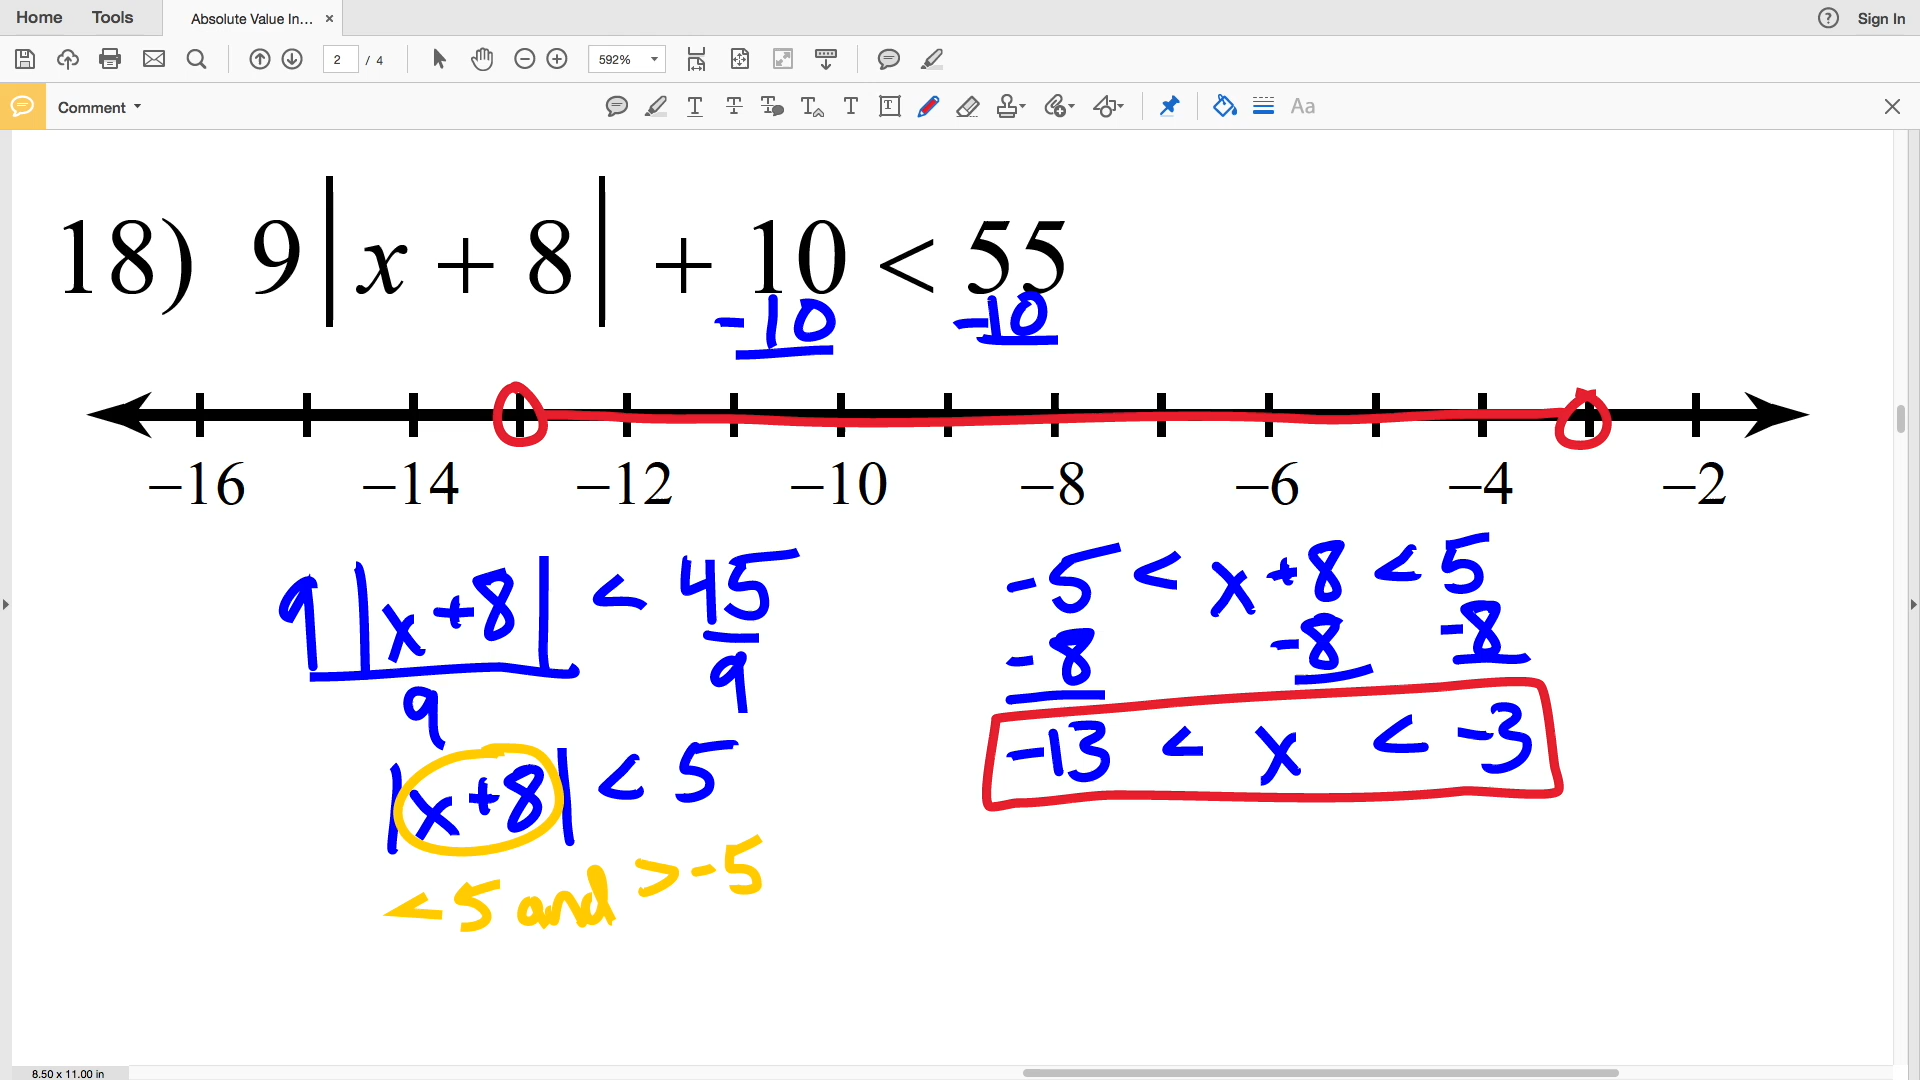 Home Tools Absolute Value In... × ? Sign In
2 / 4 592%
Comment T T T T T T Aa
18) 9|x + 8| + 10 < 55
-10 -10
−16 −14 −12 −10 −8 −6 −4 −2
9|x+8| < 45
9 9
|x+8| < 5
<5 and >-5
-5 < x+8 < 5
-8 -8 -8
-13 < x < -3
8.50 x 11.00 in